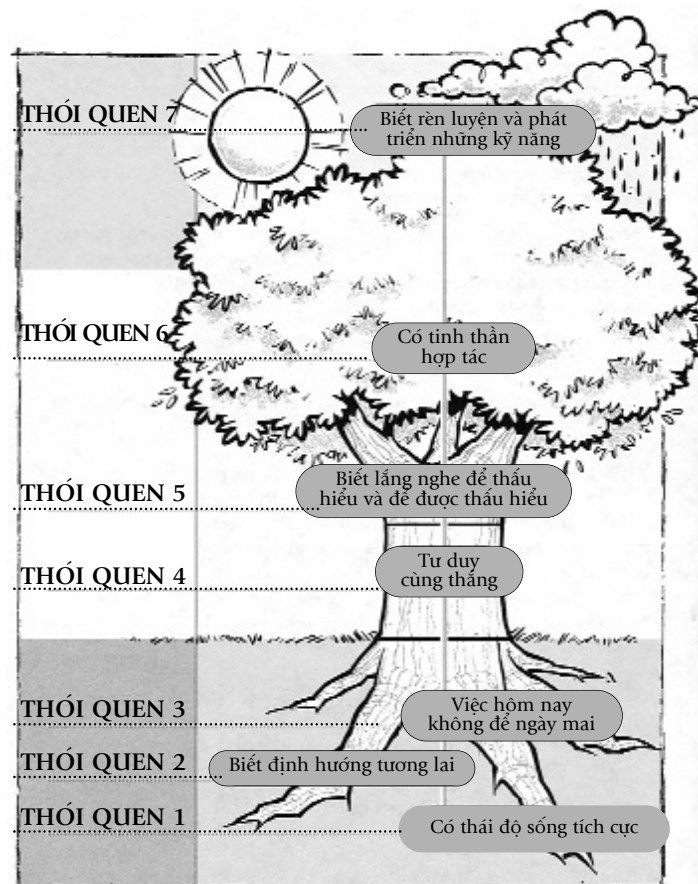 THÓI QUEN 7
Biết rèn luyện và phát
triển những kỹ năng
THÓI QUEN 6
Có tinh thần
hợp tác
THÓI QUEN 5
Biết lắng nghe để thấu
hiểu và để được thấu hiểu
THÓI QUEN 4
Tư duy
cùng thắng
THÓI QUEN 3
Việc hôm nay
không để ngày mai
THÓI QUEN 2
Biết định hướng tương lai
THÓI QUEN 1
Có thái độ sống tích cực